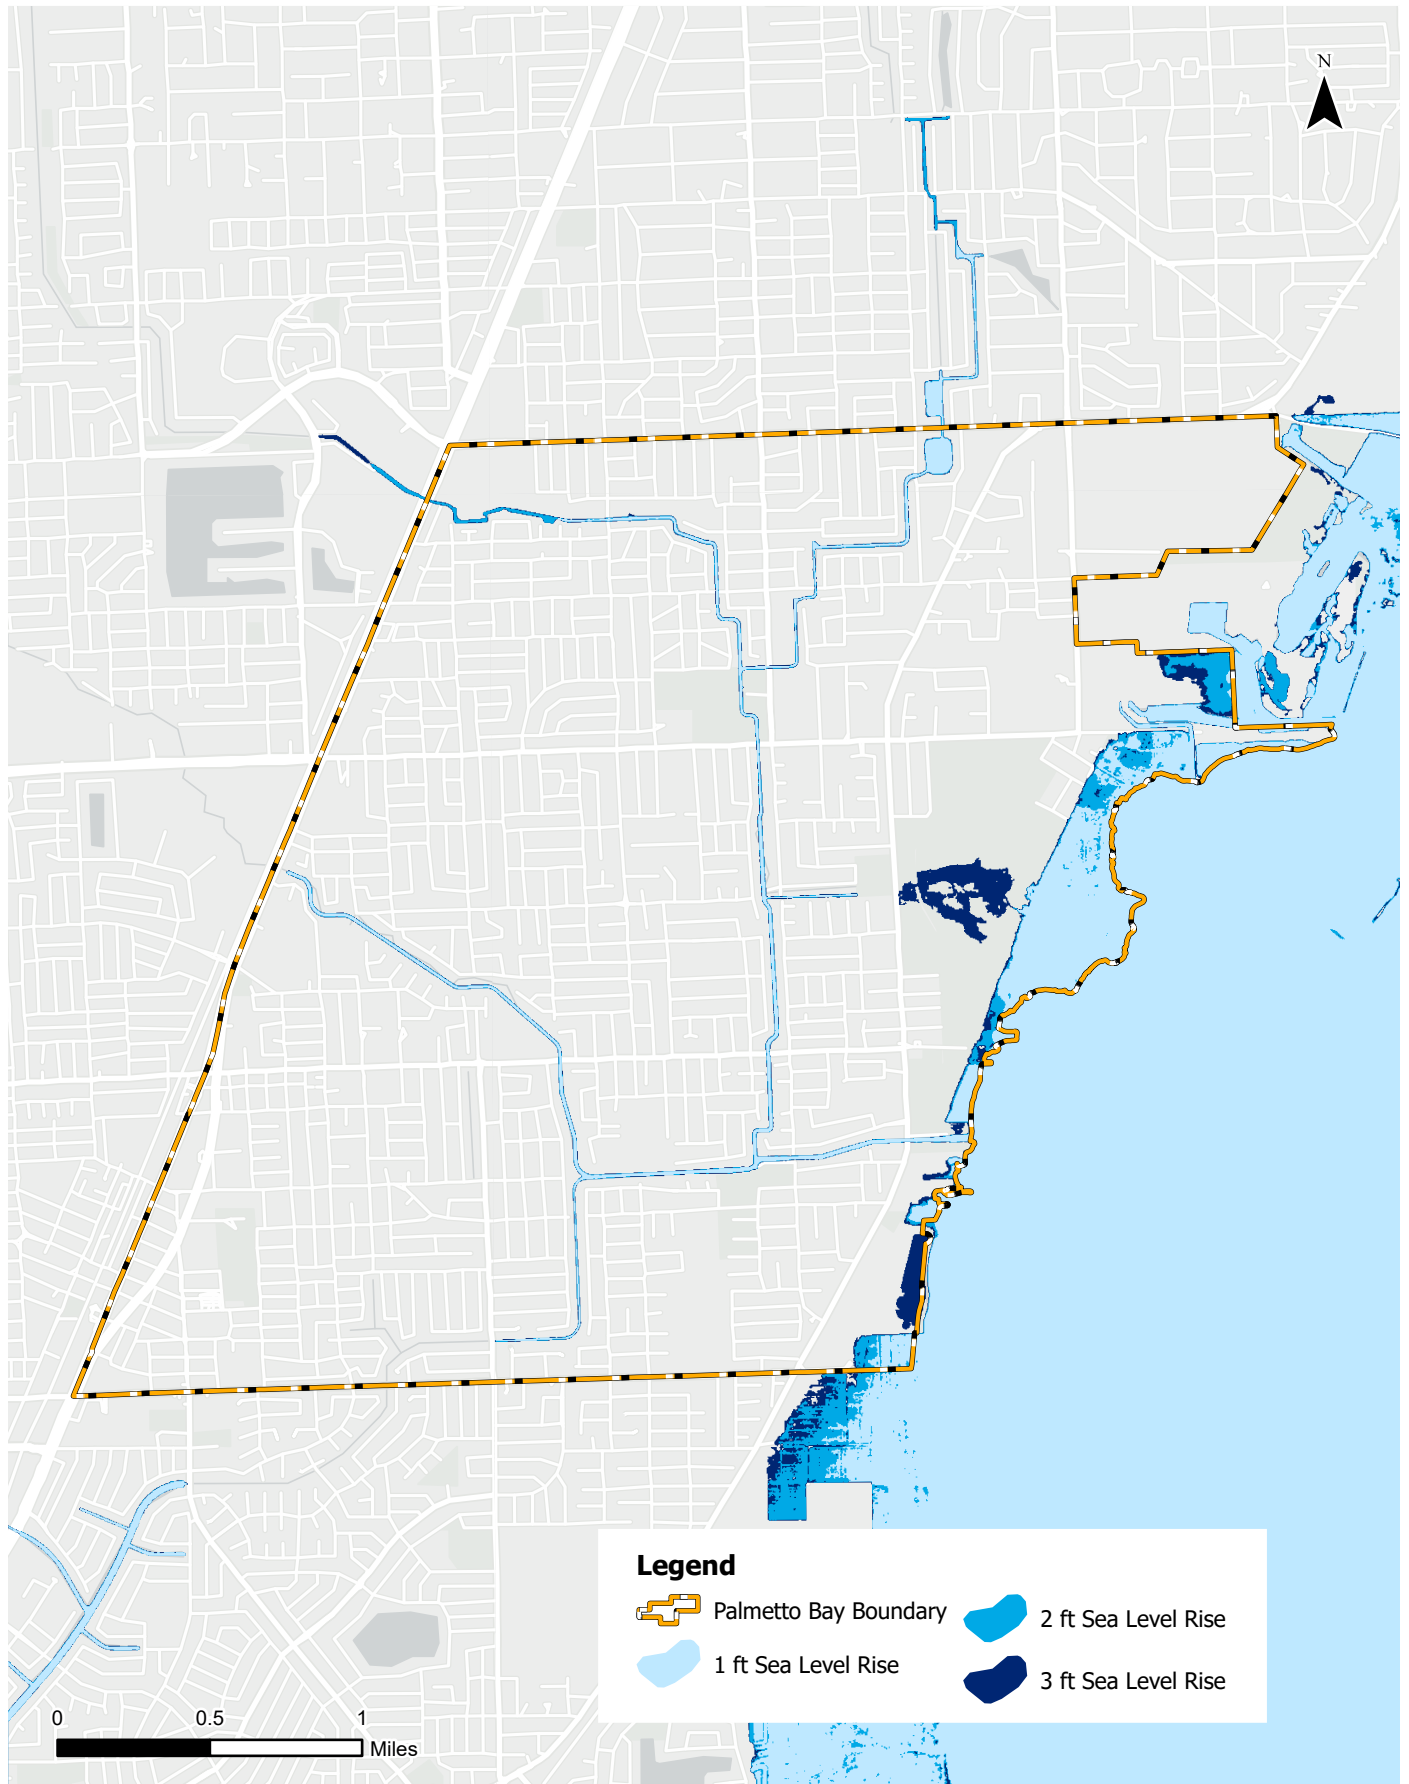 N
Legend
Palmetto Bay Boundary
1 ft Sea Level Rise
2 ft Sea Level Rise
3 ft Sea Level Rise
0 0.5 1
Miles